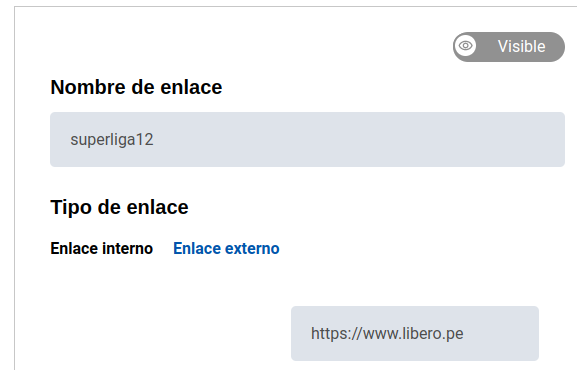 Visible
Nombre de enlace
superliga12
Tipo de enlace
Enlace interno Enlace externo
https://www.libero.pe